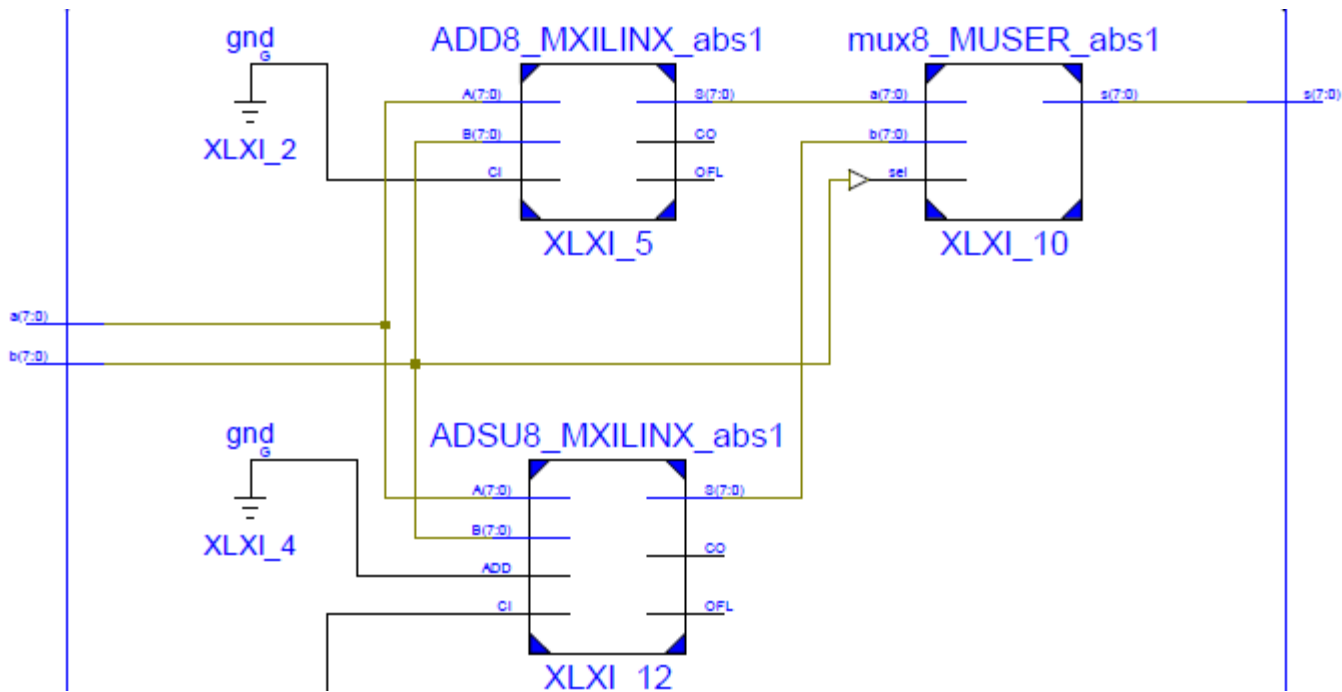 gnd
G
XLXI_2
ADD8_MXILINX_abs1
A(7:0)
B(7:0)
CI
S(7:0)
CO
OFL
XLXI_5
mux8_MUSER_abs1
a(7:0)
b(7:0)
sel
s(7:0)
XLXI_10
s(7:0)
a(7:0)
b(7:0)
gnd
G
XLXI_4
ADSU8_MXILINX_abs1
A(7:0)
B(7:0)
ADD
CI
S(7:0)
CO
OFL
XLXI_12